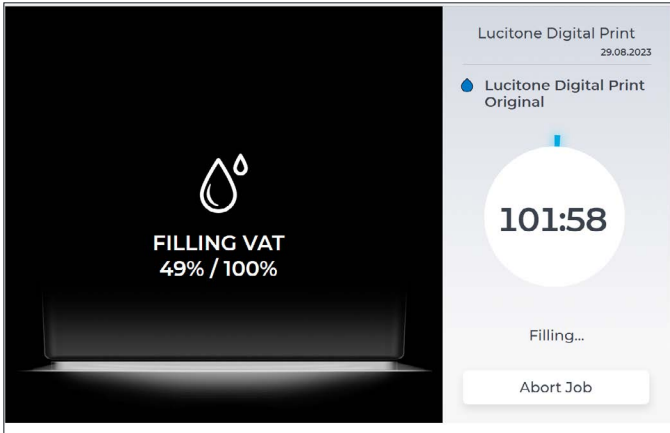 FILLING VAT
49% / 100%
Lucitone Digital Print
29.08.2023
Lucitone Digital Print
Original
101:58
Filling...
Abort Job